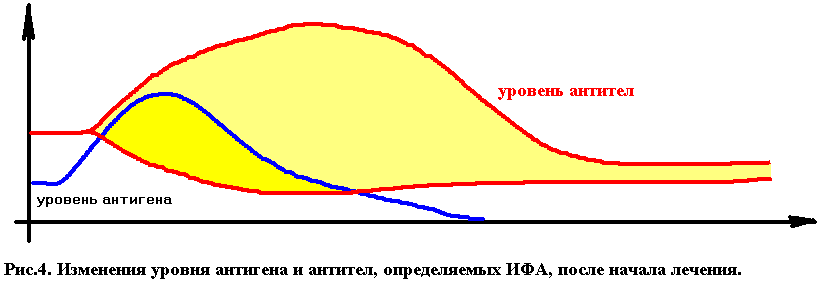 уровень антител
уровень антигена
Рис.4. Изменения уровня антигена и антител, определяемых ИФА, после начала лечения.